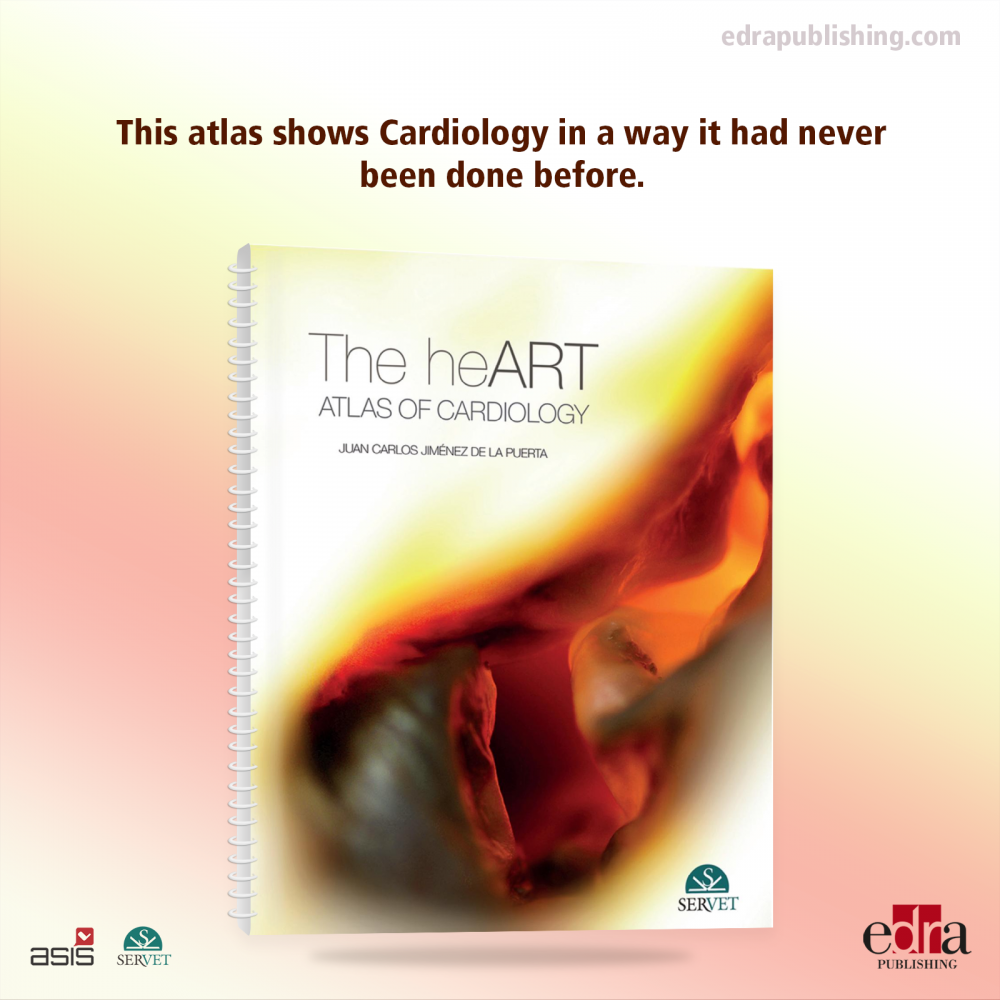 edrapublishing.com
This atlas shows Cardiology in a way it had never
been done before.
The heART
ATLAS OF CARDIOLOGY
JUAN CARLOS JIMÉNEZ DE LA PUERTA
S
SERVET
asis
S
SERVET
edra
PUBLISHING